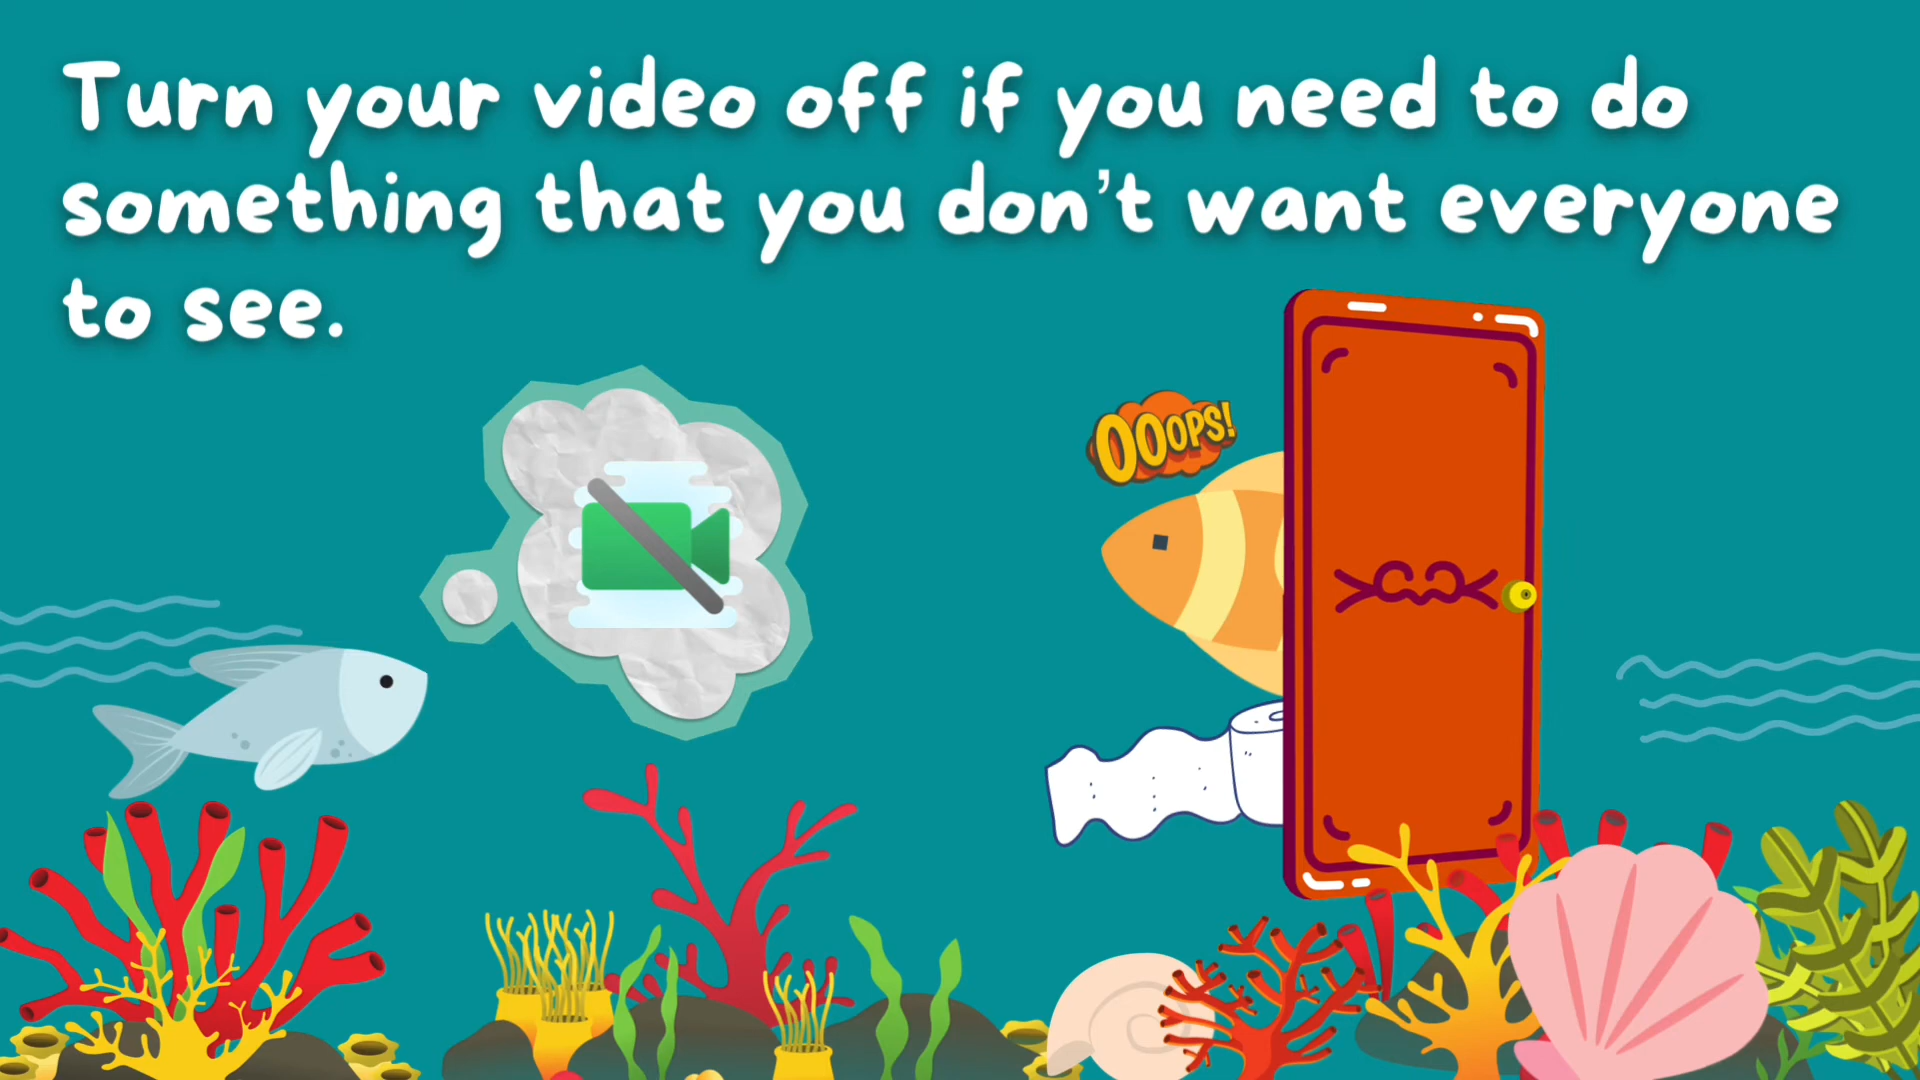 Turn your video off if you need to do
something that you don't want everyone
to see.
OOOPS!